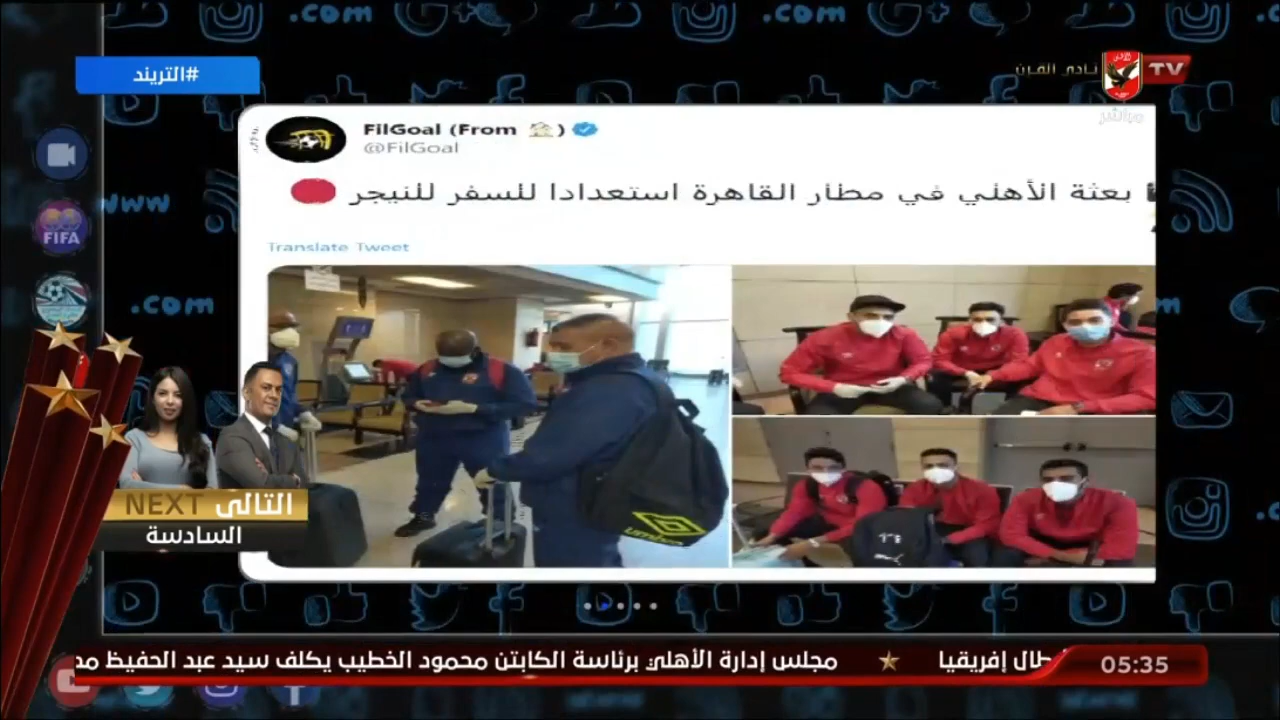 #التريند
نادي القرن
TV
مباشر
FilGoal (From )
@FilGoal
بعثة الأهلي في مطار القاهرة استعدادا للسفر للنيجر
Translate Tweet
www
.com
FIFA
umbro
التالي NEXT
السادسة
طال إفريقيا ★ مجلس إدارة الأهلي برئاسة الكابتن محمود الخطيب يكلف سيد عبد الحفيظ مد
05:35